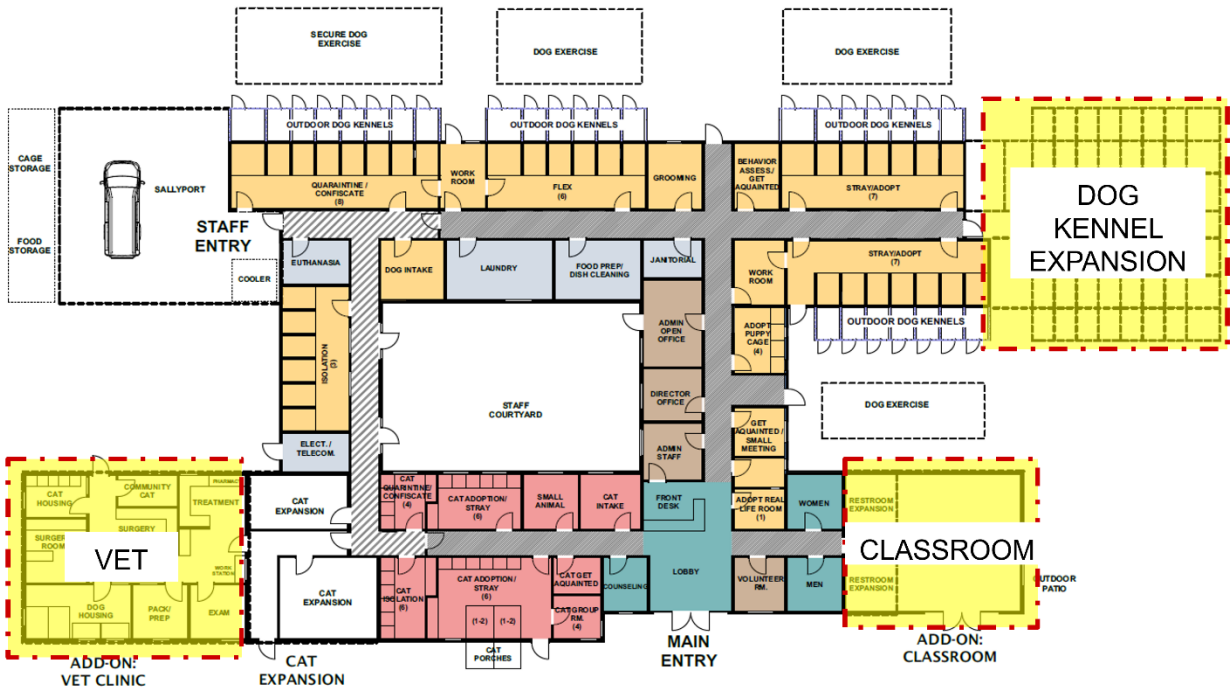 SECURE DOG
EXERCISE
DOG EXERCISE
DOG EXERCISE
OUTDOOR DOG KENNELS
OUTDOOR DOG KENNELS
OUTDOOR DOG KENNELS
CAGE
STORAGE
SALLYPORT
FOOD
STORAGE
STAFF
ENTRY
COOLER
QUARAINTINE /
CONFISCATE
(8)
WORK
ROOM
FLEX
(6)
GROOMING
BEHAVIOR
ASSESS./
GET
AQUAINTED
STRAY/ADOPT
(7)
DOG
KENNEL
EXPANSION
EUTHANASIA
DOG INTAKE
LAUNDRY
FOOD PREP/
DISH CLEANING
JANITORIAL
WORK
ROOM
STRAY/ADOPT
(7)
OUTDOOR DOG KENNELS
ISOLATION
(3)
ADMIN
OPEN
OFFICE
ADOPT
PUPPY
CAGE
(4)
DIRECTOR
OFFICE
STAFF
COURTYARD
DOG EXERCISE
ELECT. /
TELECOM.
ADMIN
STAFF
GET
AQUAINTED /
SMALL
MEETING
CAT
HOUSING
COMMUNITY
CAT
PHARMAC
TREATMENT
SURGERY
SURGE
ROOM
VET
WORK
STATION
DOG
HOUSING
PACK/
PREP
EXAM
ADD-ON:
VET CLINIC
CAT
EXPANSION
CAT
EXPANSION
CAT
EXPANSION
CAT
QUARINTINE/
CONFISCATE
(4)
CAT ADOPTION/
STRAY
(6)
SMALL
ANIMAL
CAT
INTAKE
FRONT
DESK
ADOPT REAL
LIFE ROOM
(1)
WOMEN
RESTROOM
EXPANSION
CLASSROOM
CAT
ISOLATION
(6)
CAT ADOPTION/
STRAY
(6)
(1-2)
(1-2)
CAT GET
AQUAINTED
CAT GROUP
RM.
(4)
CAT
PORCHES
COUNSELING
LOBBY
VOLUNTEER
RM.
MEN
RESTROOM
EXPANSION
OUTDOOR
PATIO
MAIN
ENTRY
ADD-ON:
CLASSROOM